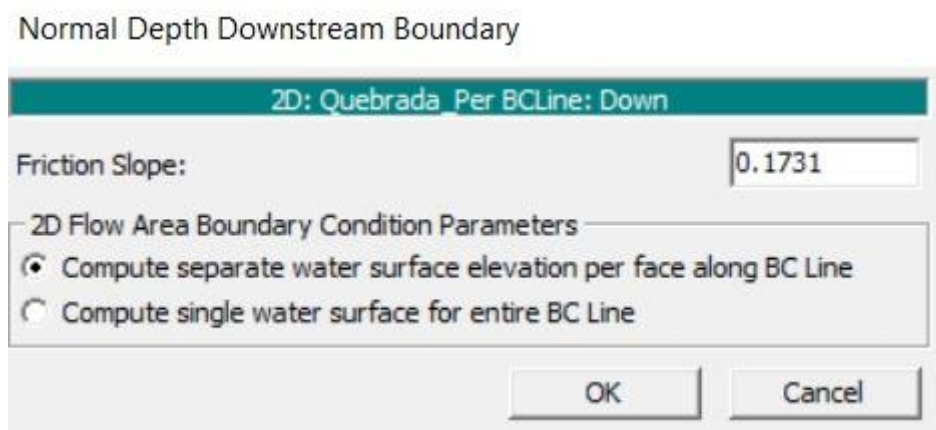 Normal Depth Downstream Boundary
2D: Quebrada_Per BCLine: Down
Friction Slope: 0.1731
2D Flow Area Boundary Condition Parameters
Compute separate water surface elevation per face along BC Line
Compute single water surface for entire BC Line
OK Cancel